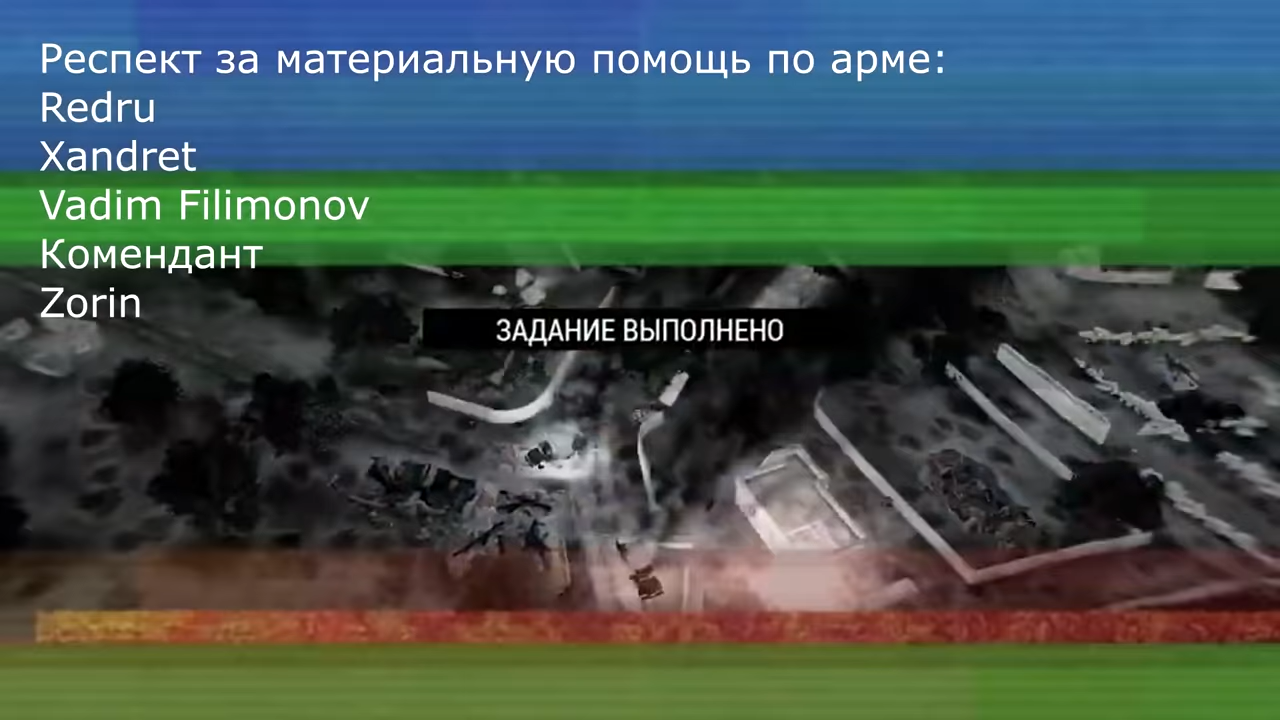 Респект за материальную помощь по арме:
Redru
Xandret
Vadim Filimonov
Комендант
Zorin
ЗАДАНИЕ ВЫПОЛНЕНО